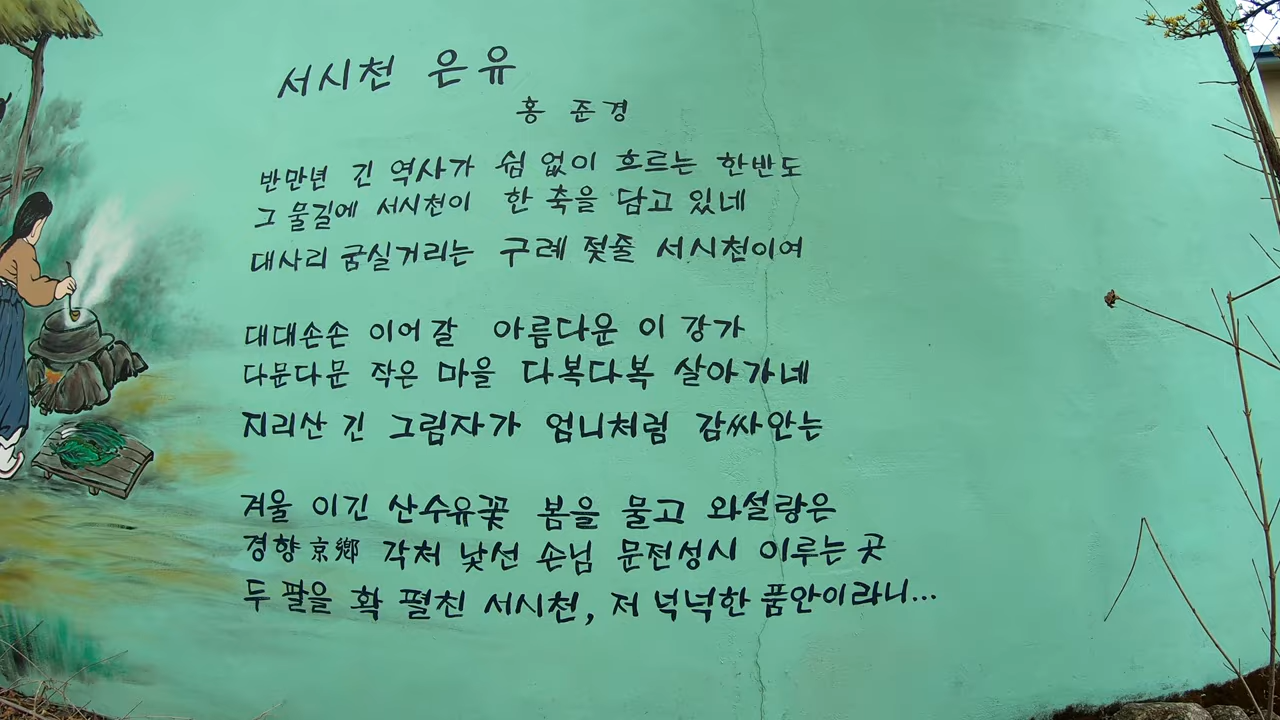 서시천 은유
홍 준 경
반만년 긴 역사가 쉼 없이 흐르는 한반도
그 물길에 서시천이 한 축을 담고 있네
대사리 굼실거리는 구례 젖줄 서시천이여
대대손손 이어갈 아름다운 이 강가
다문다문 작은 마을 다복다복 살아가네
지리산 긴 그림자가 엄니처럼 감싸안는
겨울 이긴 산수유꽃 봄을 물고 와설랑은
경향 京鄕 각처 낯선 손님 문전성시 이루는 곳
두 팔을 확 펼친 서시천, 저 넉넉한 품안이라니...